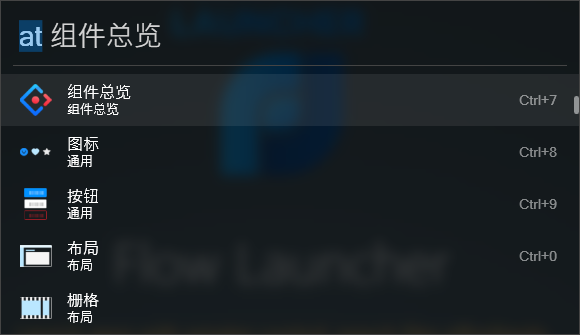 at 组件总览
组件总览
组件总览
Ctrl+7
图标
通用
Ctrl+8
按钮
通用
Ctrl+9
布局
布局
Ctrl+0
栅格
布局
LAUNCHER
Flow Launcher